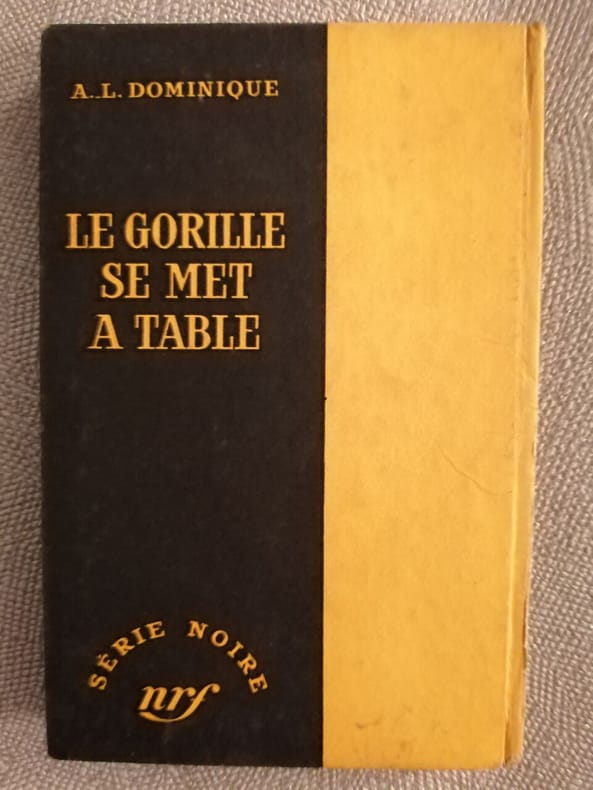 A.-L. DOMINIQUE
LE GORILLE
SE MET
A TABLE
SÉRIE NOIRE
nrf